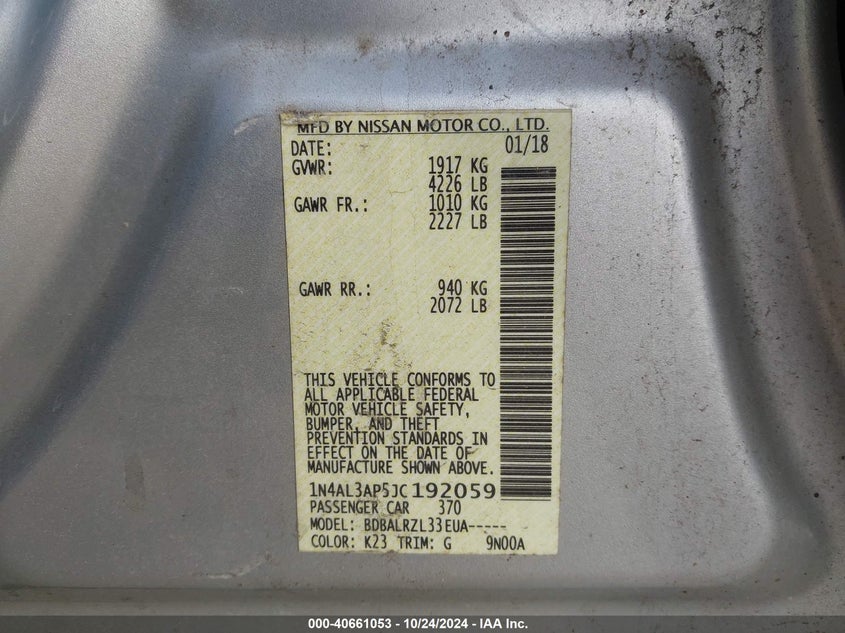 MFD BY NISSAN MOTOR CO., LTD.
DATE: 01/18
GVWR: 1917 KG
4226 LB
GAWR FR.: 1010 KG
2227 LB
GAWR RR.: 940 KG
2072 LB
THIS VEHICLE CONFORMS TO
ALL APPLICABLE FEDERAL
MOTOR VEHICLE SAFETY,
BUMPER, AND THEFT
PREVENTION STANDARDS IN
EFFECT ON THE DATE OF
MANUFACTURE SHOWN ABOVE.
1N4AL3AP5JC192059
PASSENGER CAR 370
MODEL: BDBALRZL33EUA-----
COLOR: K23 TRIM: G 9N00A
000-40661053 - 10/24/2024 - IAA Inc.